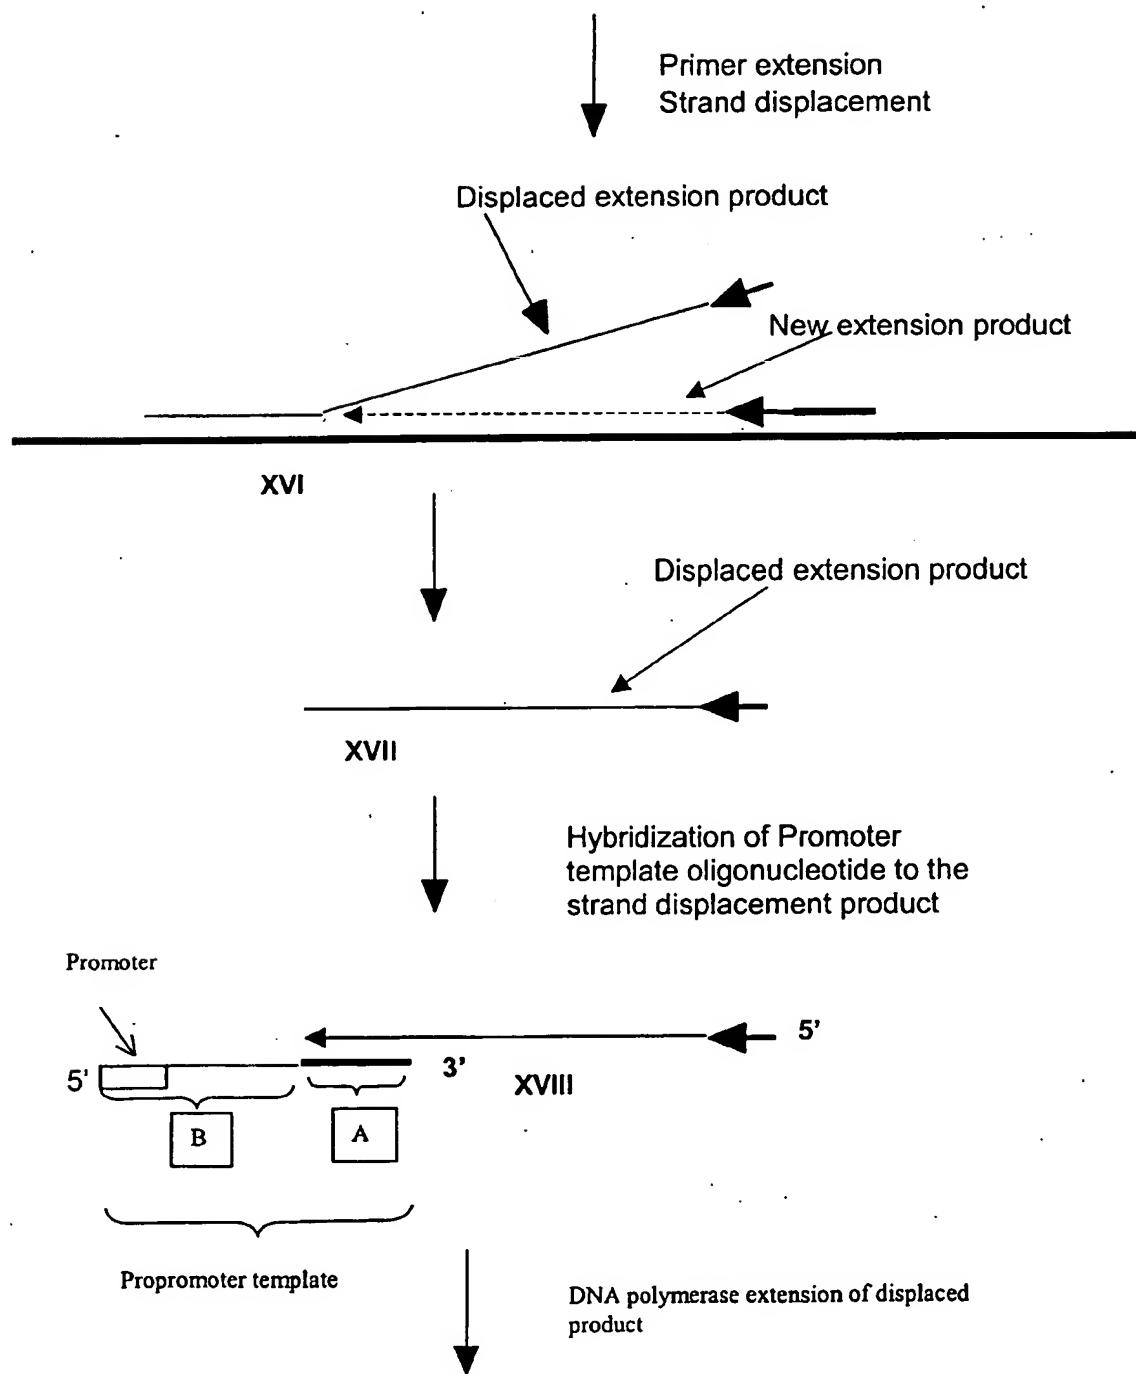 Primer extension
Strand displacement
Displaced extension product
New extension product
XVI
Displaced extension product
XVII
Hybridization of Promoter
template oligonucleotide to the
strand displacement product
Promoter
5'
5'
3'
XVIII
B
A
Propromoter template
DNA polymerase extension of displaced
product